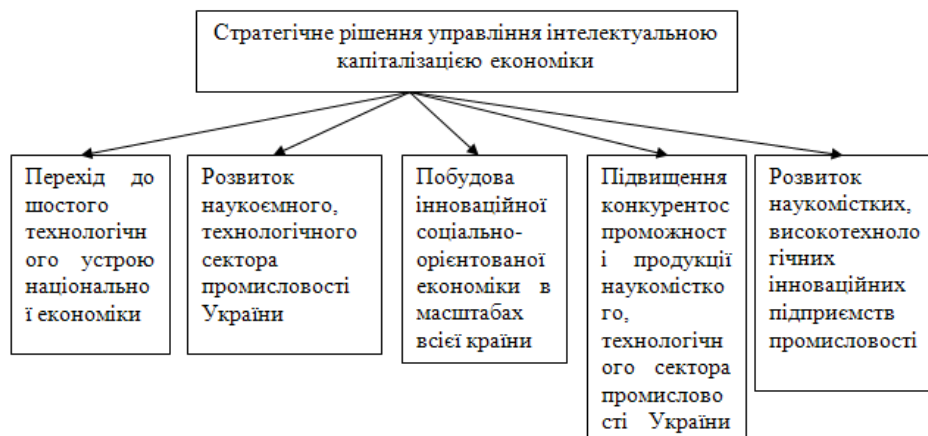 Стратегічне рішення управління інтелектуальною
капіталізацією економіки
Перехід до
шостого
технологічн
ого устрою
національно
ї економіки
Розвиток
наукоємного,
технологічного
сектора
промисловості
України
Побудова
інноваційної
соціально-
орієнтованої
економіки в
масштабах
всієї країни
Підвищення
конкурентос
проможност
і продукції
наукомістко
го,
технологічн
ого сектора
промислово
сті України
Розвиток
наукомістких,
високотехноло
гічних
інноваційних
підприємств
промисловості